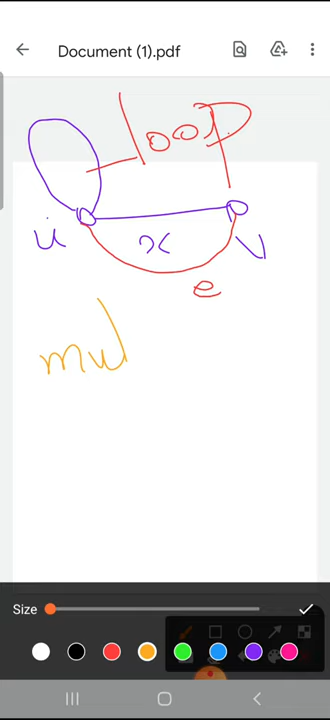 Document (1).pdf
loop
u
x
V
e
mul
Size